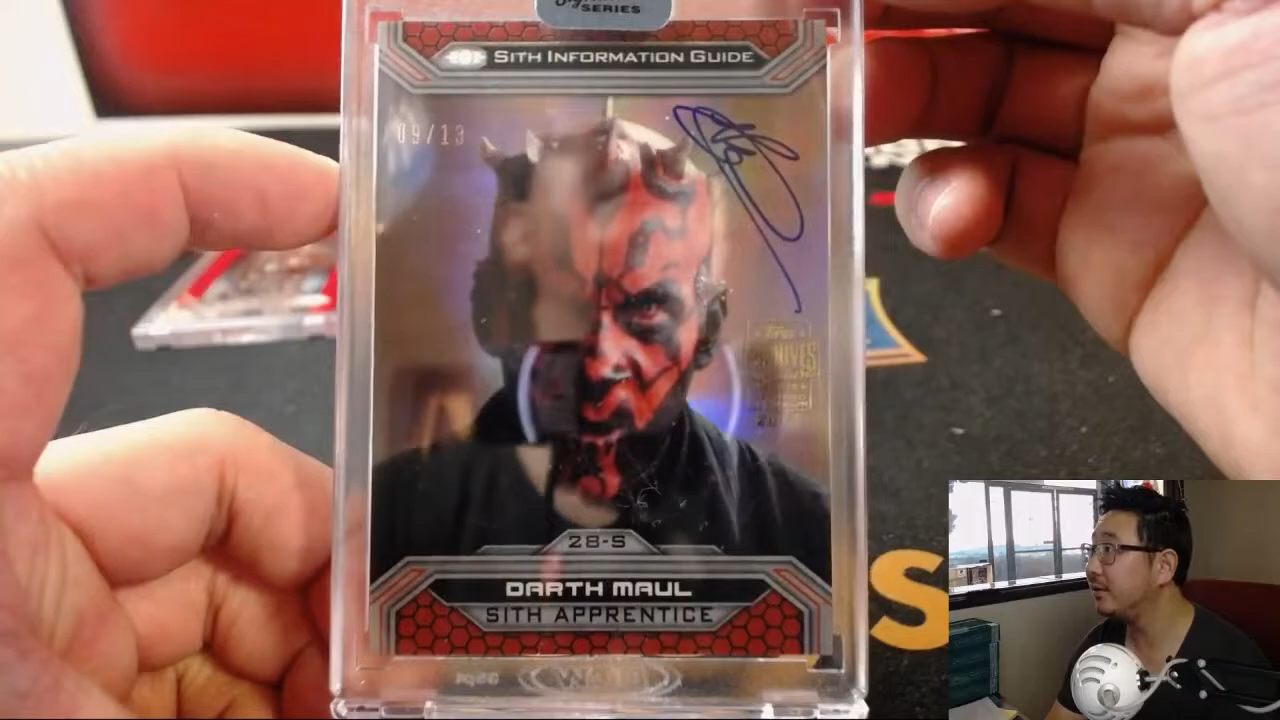 SERIES
SITH INFORMATION GUIDE
09/13
28-S
DARTH MAUL
SITH APPRENTICE
S